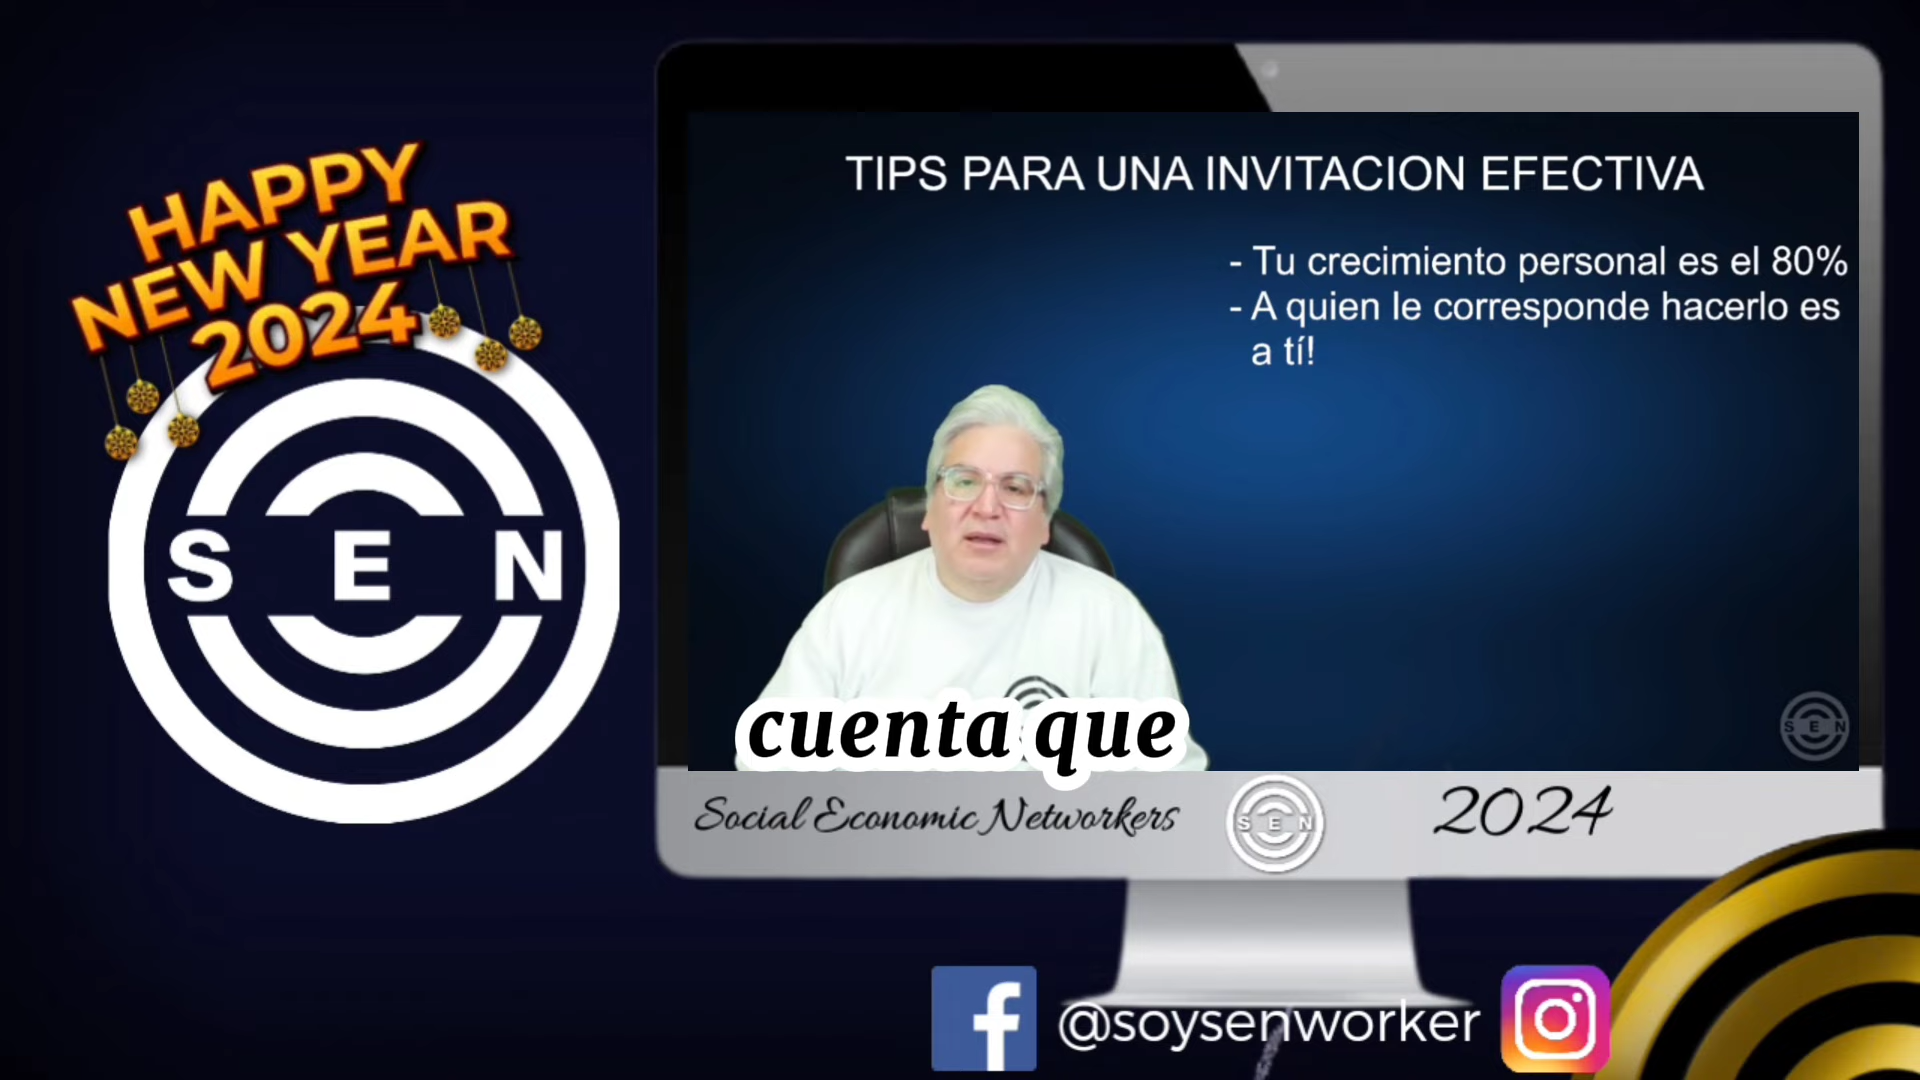 HAPPY
NEW YEAR
2024
S E N
TIPS PARA UNA INVITACION EFECTIVA
- Tu crecimiento personal es el 80%
- A quien le corresponde hacerlo es
a tí!
cuenta que
S E N
Social Economic Networkers
S E N
2024
f @soysenworker